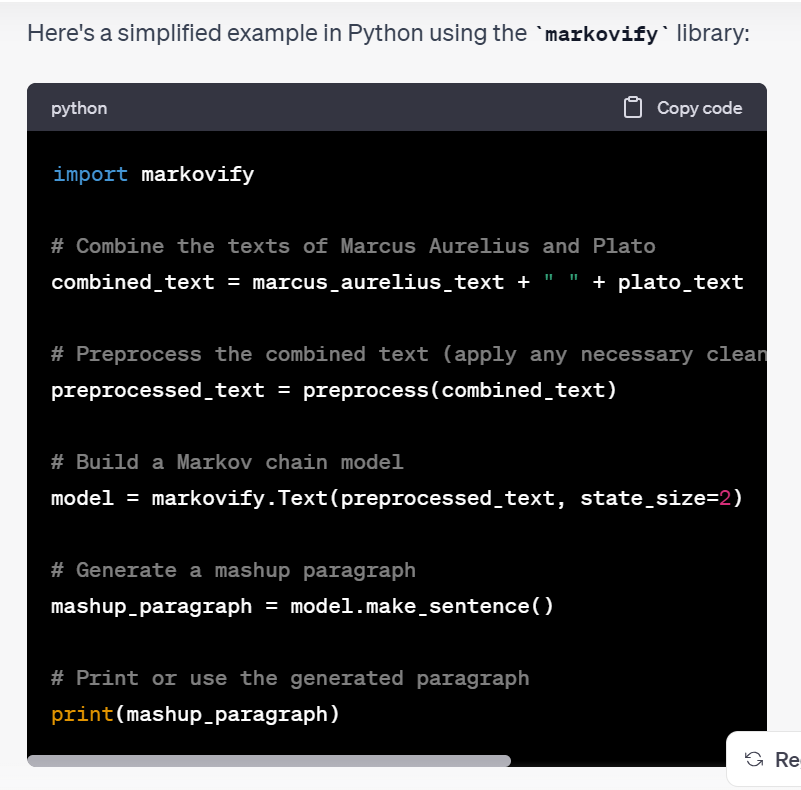 Here's a simplified example in Python using the `markovify` library:
python
Copy code
import markovify
# Combine the texts of Marcus Aurelius and Plato
combined_text = marcus_aurelius_text + " " + plato_text
# Preprocess the combined text (apply any necessary clean
preprocessed_text = preprocess(combined_text)
# Build a Markov chain model
model = markovify.Text(preprocessed_text, state_size=2)
# Generate a mashup paragraph
mashup_paragraph = model.make_sentence()
# Print or use the generated paragraph
print(mashup_paragraph)